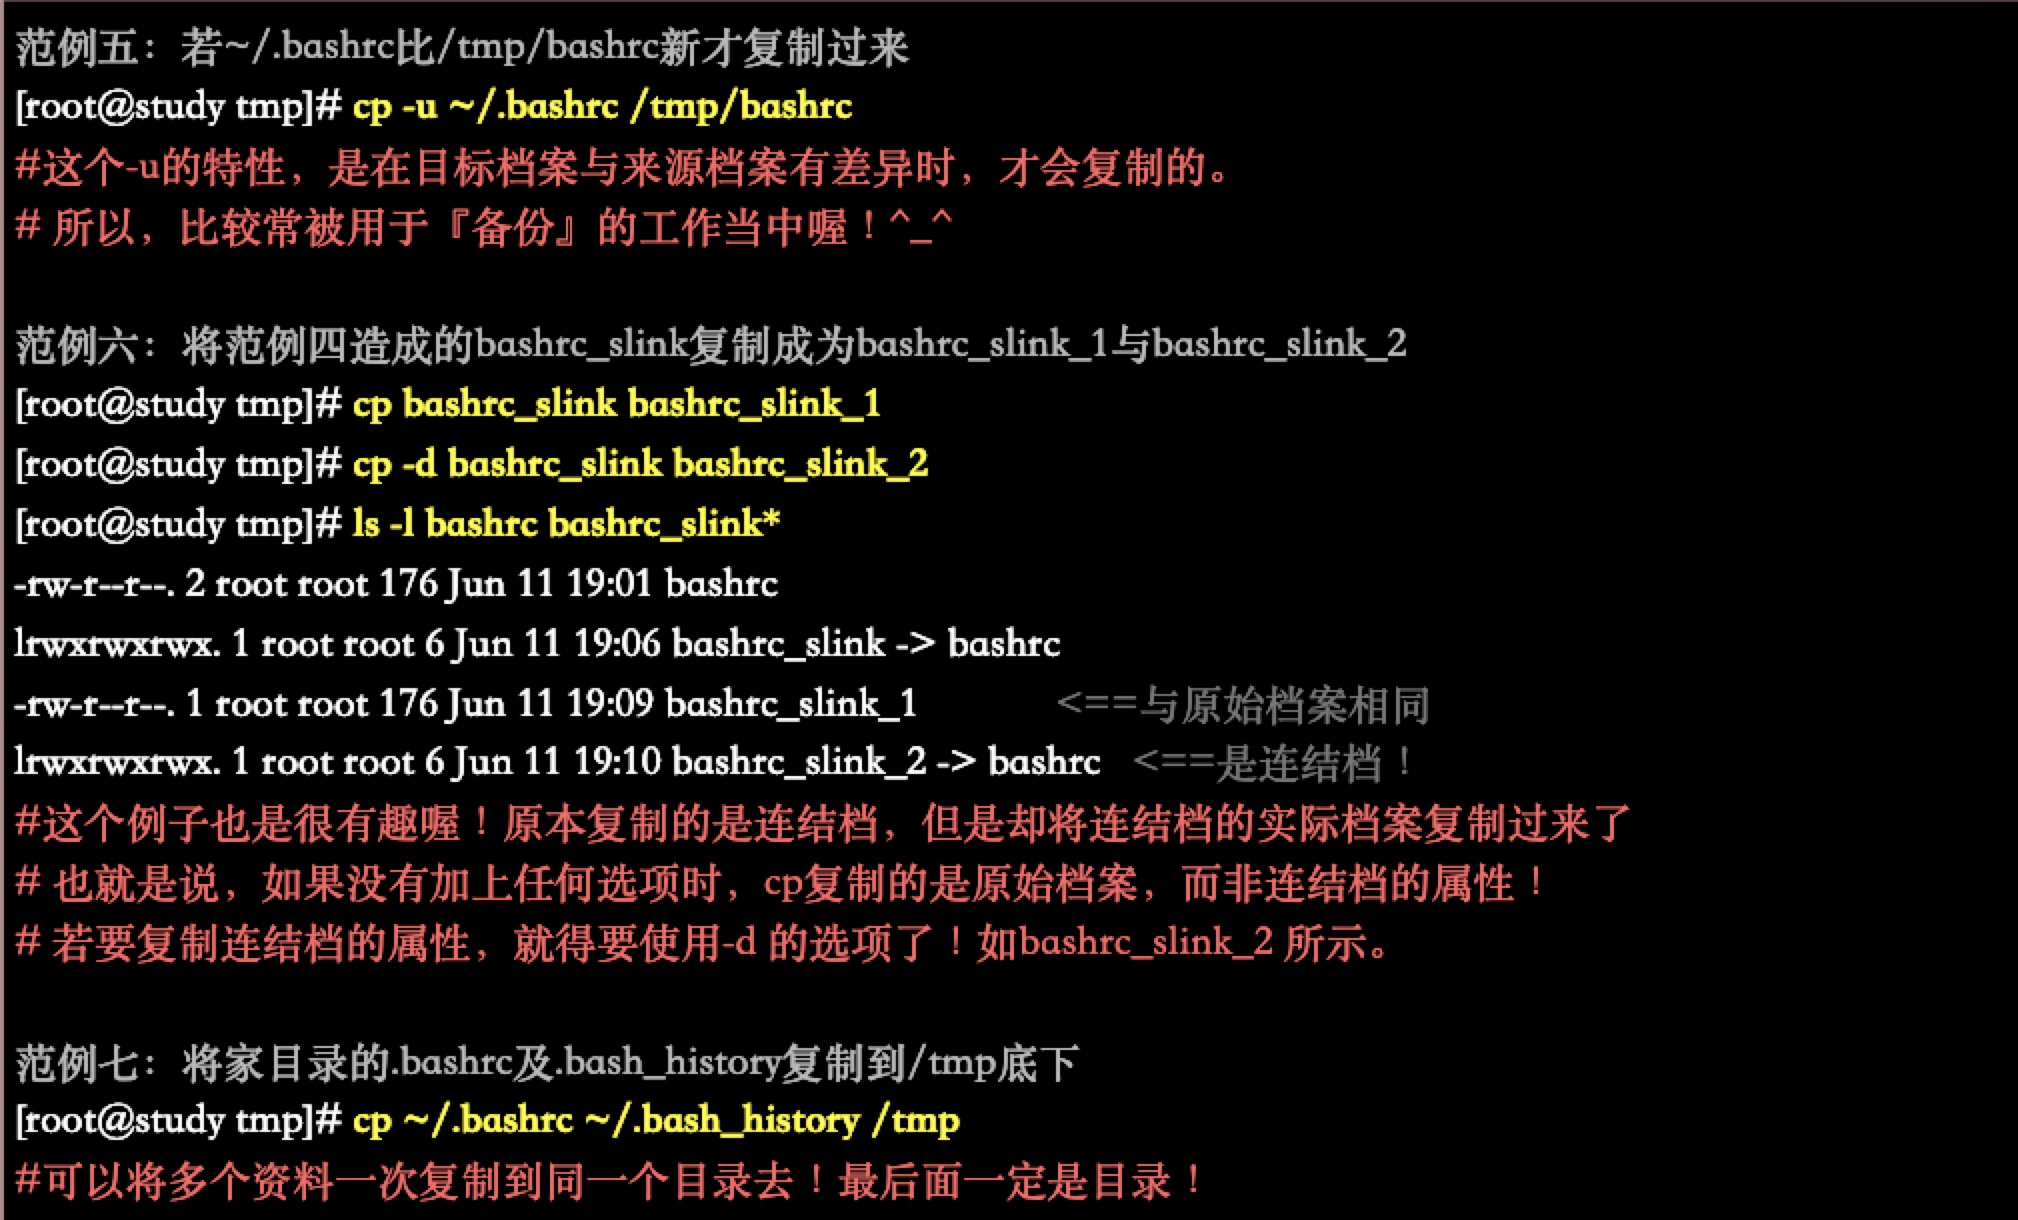 范例五：若~/.bashrc比/tmp/bashrc新才复制过来
[root@study tmp]# cp -u ~/.bashrc /tmp/bashrc
#这个-u的特性，是在目标档案与来源档案有差异时，才会复制的。
# 所以，比较常被用于『备份』的工作当中喔！^_^
范例六：将范例四造成的bashrc_slink复制成为bashrc_slink_1与bashrc_slink_2
[root@study tmp]# cp bashrc_slink bashrc_slink_1
[root@study tmp]# cp -d bashrc_slink bashrc_slink_2
[root@study tmp]# ls -l bashrc bashrc_slink*
-rw-r--r--. 2 root root 176 Jun 11 19:01 bashrc
lrwxrwxrwx. 1 root root 6 Jun 11 19:06 bashrc_slink -> bashrc
-rw-r--r--. 1 root root 176 Jun 11 19:09 bashrc_slink_1 <==与原始档案相同
lrwxrwxrwx. 1 root root 6 Jun 11 19:10 bashrc_slink_2 -> bashrc <==是连结档！
#这个例子也是很有趣喔！原本复制的是连结档，但是却将连结档的实际档案复制过来了
# 也就是说，如果没有加上任何选项时，cp复制的是原始档案，而非连结档的属性！
# 若要复制连结档的属性，就得要使用-d 的选项了！如bashrc_slink_2 所示。
范例七：将家目录的.bashrc及.bash_history复制到/tmp底下
[root@study tmp]# cp ~/.bashrc ~/.bash_history /tmp
#可以将多个资料一次复制到同一个目录去！最后面一定是目录！